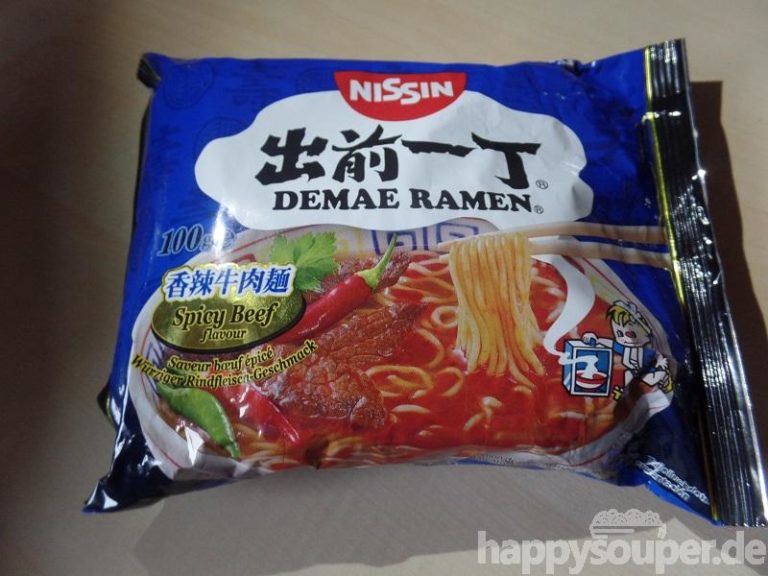 NISSIN
出前一丁®
DEMAE RAMEN®
100g e
香辣牛肉麵
Spicy Beef
flavour
Saveur bœuf épicé
Würziger Rindfleisch-Geschmack
happysouper.de